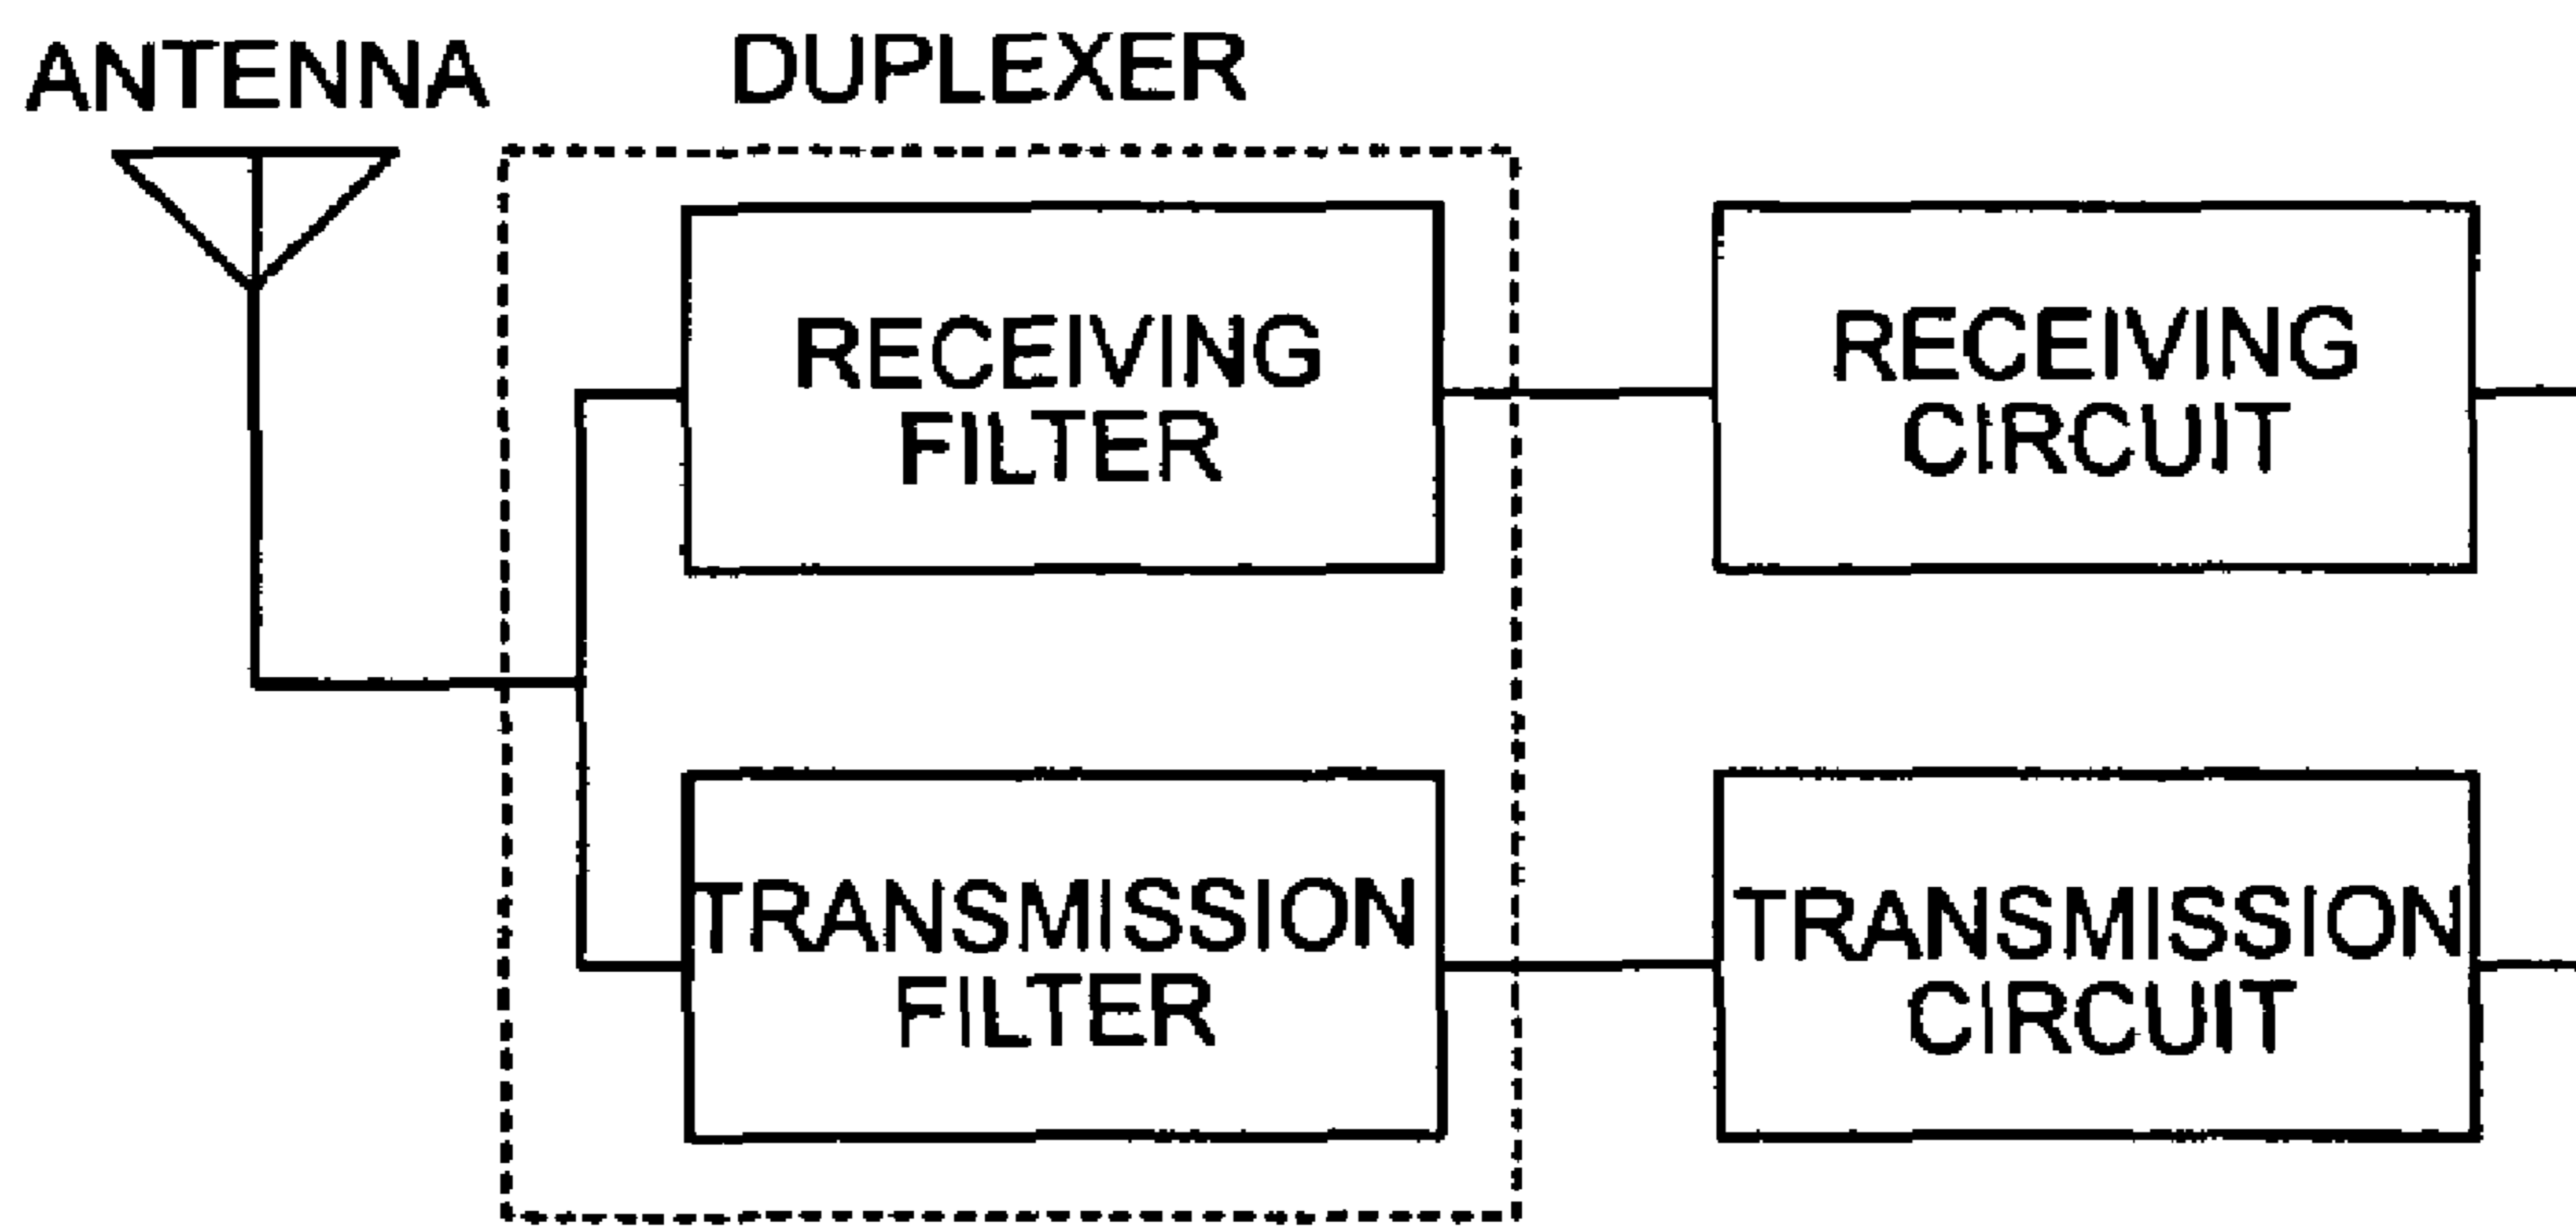 ANTENNA
DUPLEXER
RECEIVING
FILTER
RECEIVING
CIRCUIT
TRANSMISSION
FILTER
TRANSMISSION
CIRCUIT